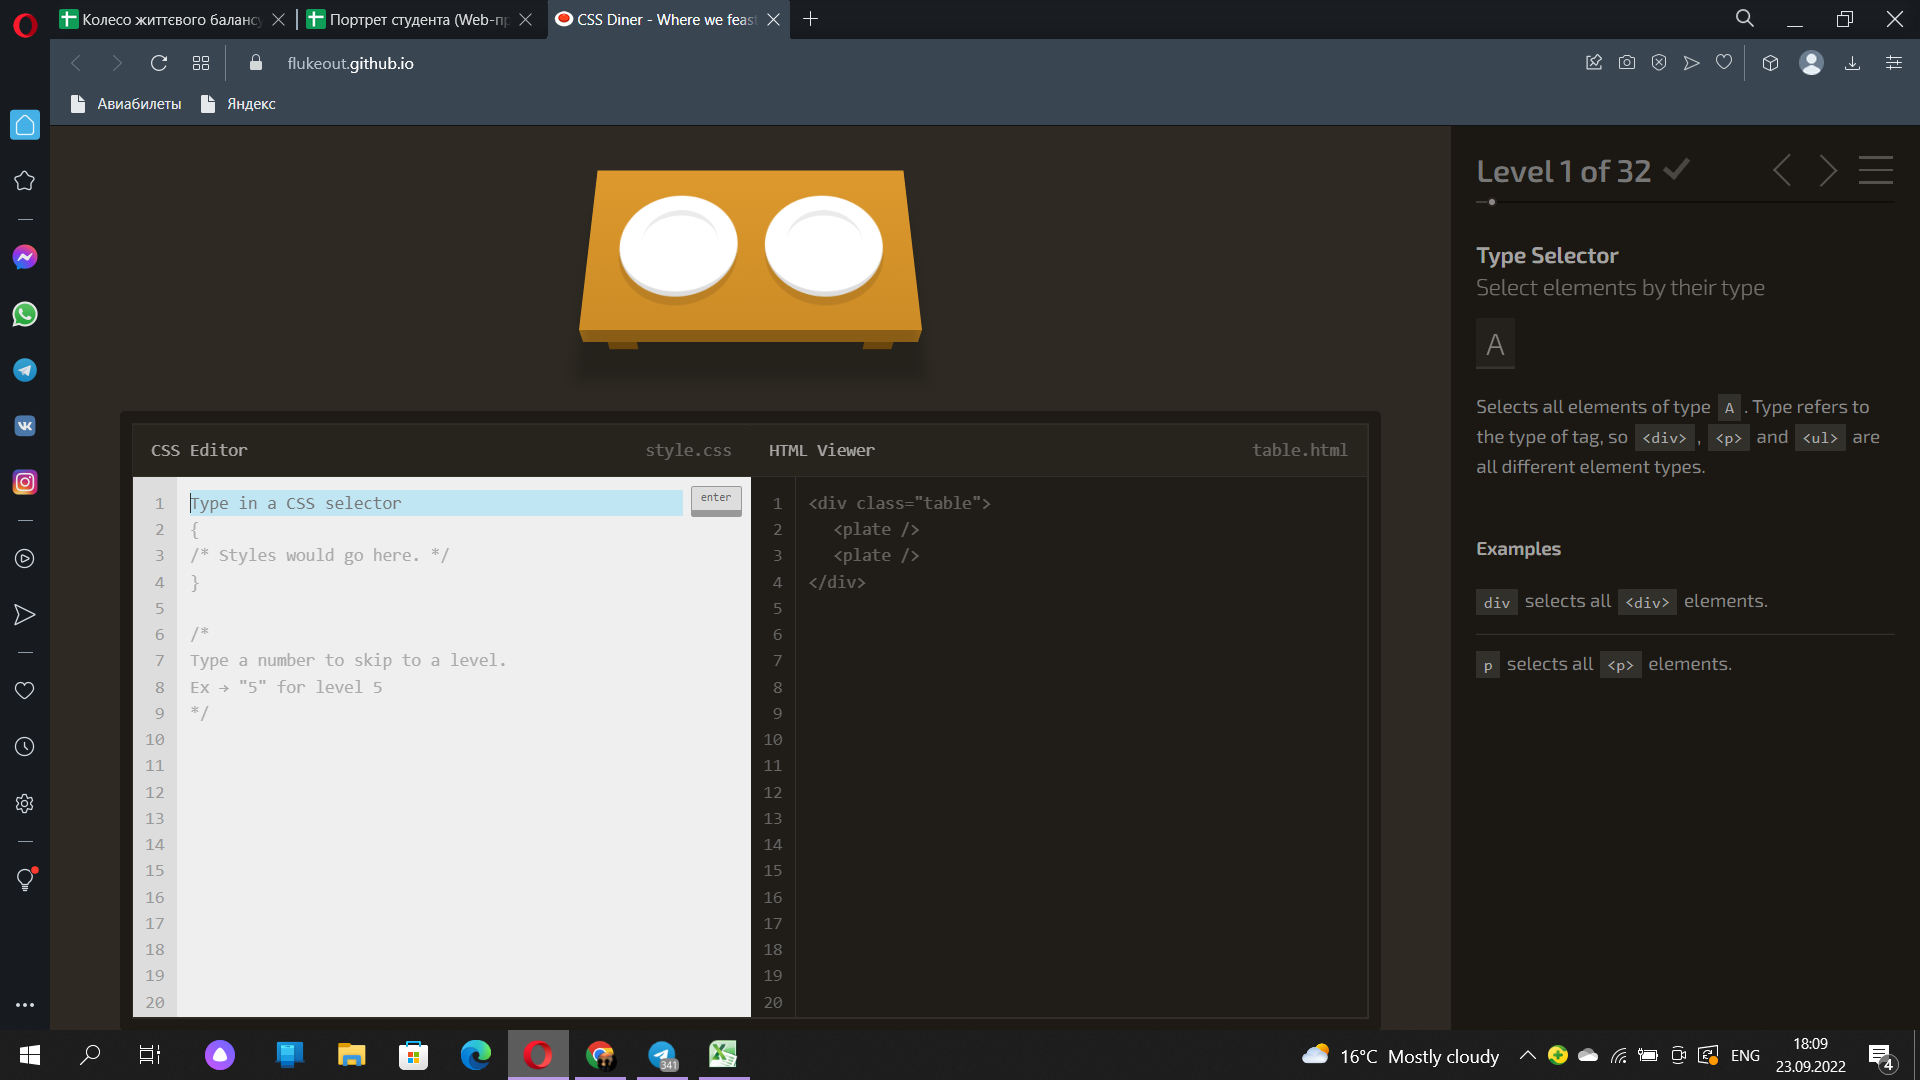 Колесо життєвого баланс
Портрет студента (Web-пр
CSS Diner - Where we feas
flukeout.github.io
Авиабилеты
Яндекс
Level 1 of 32
Type Selector
Select elements by their type
A
Selects all elements of type A. Type refers to
the type of tag, so <div>, <p> and <ul> are
all different element types.
Examples
div selects all <div> elements.
p selects all <p> elements.
CSS Editor
style.css
HTML Viewer
table.html
1 Type in a CSS selector
enter
2 {
3 /* Styles would go here. */
4 }
5
6 /*
7 Type a number to skip to a level.
8 Ex → "5" for level 5
9 */
10
11
12
13
14
15
16
17
18
19
20
1 <div class="table">
2 <plate />
3 <plate />
4 </div>
5
6
7
8
9
10
11
12
13
14
15
16
17
18
19
20
341
16°C Mostly cloudy
ENG
18:09
23.09.2022
4